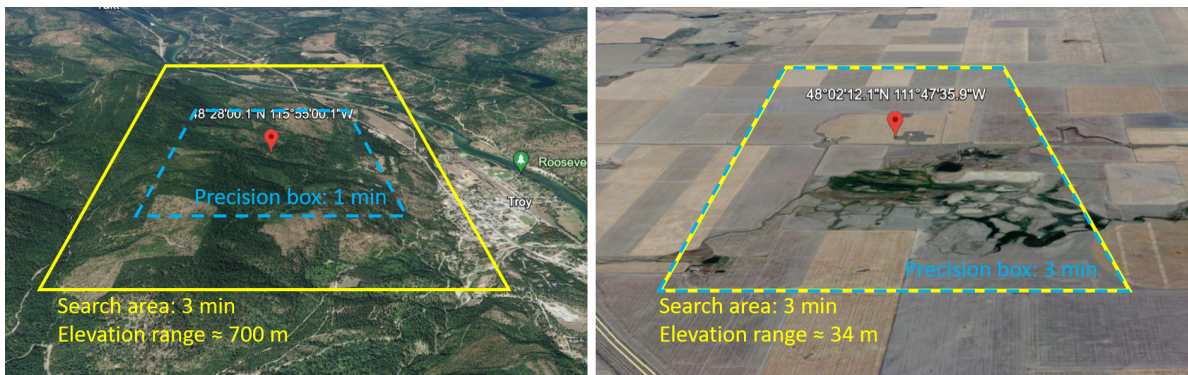 48°28'00.1"N 115°55'00.1"W
Rooseve
Precision box: 1 min
Troy
Search area: 3 min
Elevation range ≈ 700 m
48°02'12.1"N 111°47'35.9"W
Precision box: 3 min
Search area: 3 min
Elevation range ≈ 34 m